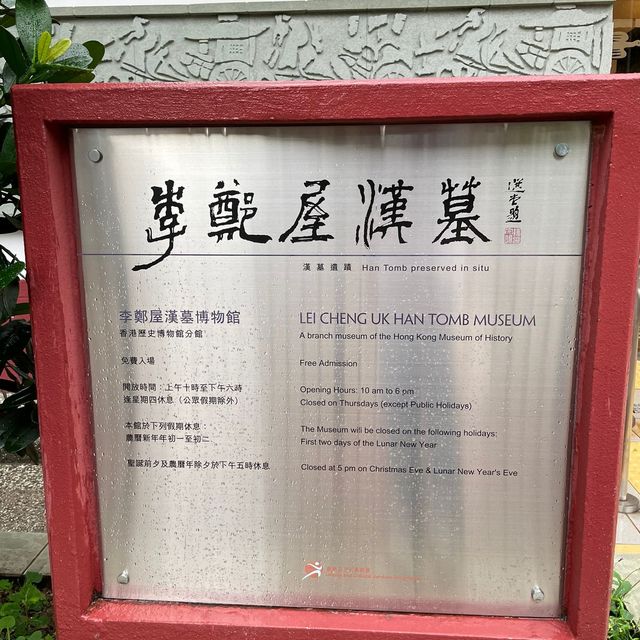 李鄭屋漢墓
選堂題
漢墓遺蹟 Han Tomb preserved in situ
李鄭屋漢墓博物館
香港歷史博物館分館
免費入場
開放時間：上午十時至下午六時
逢星期四休息（公眾假期除外）
本館於下列假期休息：
農曆新年年初一至初二
聖誕前夕及農曆年除夕於下午五時休息
LEI CHENG UK HAN TOMB MUSEUM
A branch museum of the Hong Kong Museum of History
Free Admission
Opening Hours: 10 am to 6 pm
Closed on Thursdays (except Public Holidays)
The Museum will be closed on the following holidays:
First two days of the Lunar New Year
Closed at 5 pm on Christmas Eve & Lunar New Year's Eve